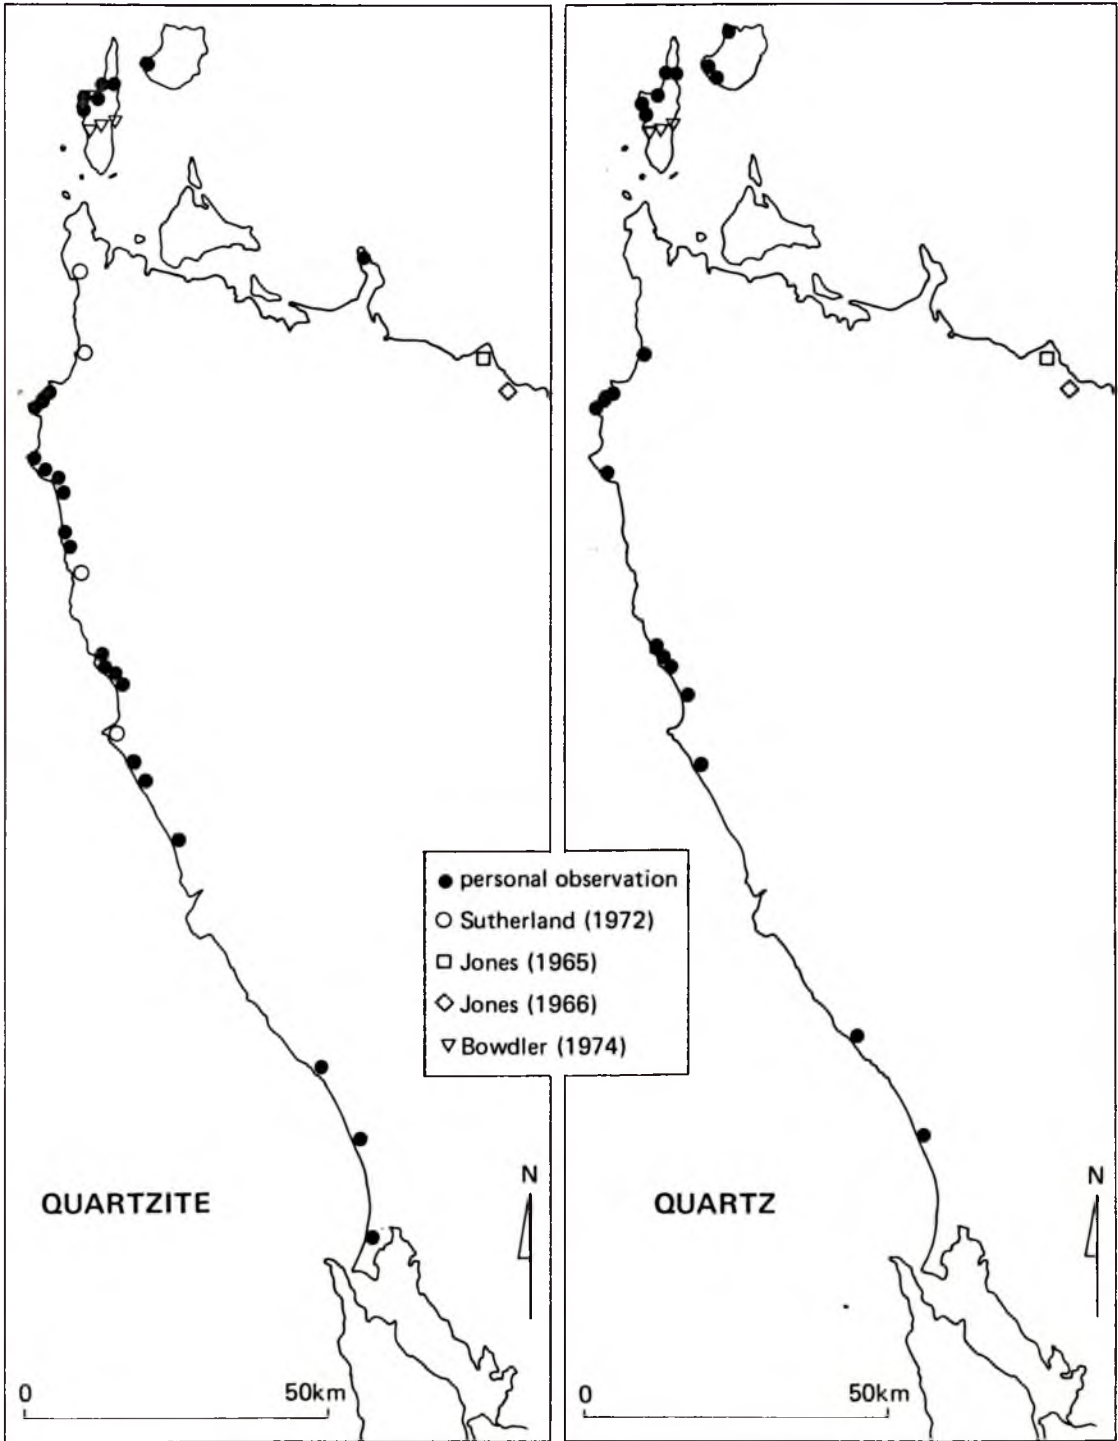 ● personal observation
○ Sutherland (1972)
□ Jones (1965)
◇ Jones (1966)
▽ Bowdler (1974)
QUARTZITE
N
0 50km
QUARTZ
N
0 50km